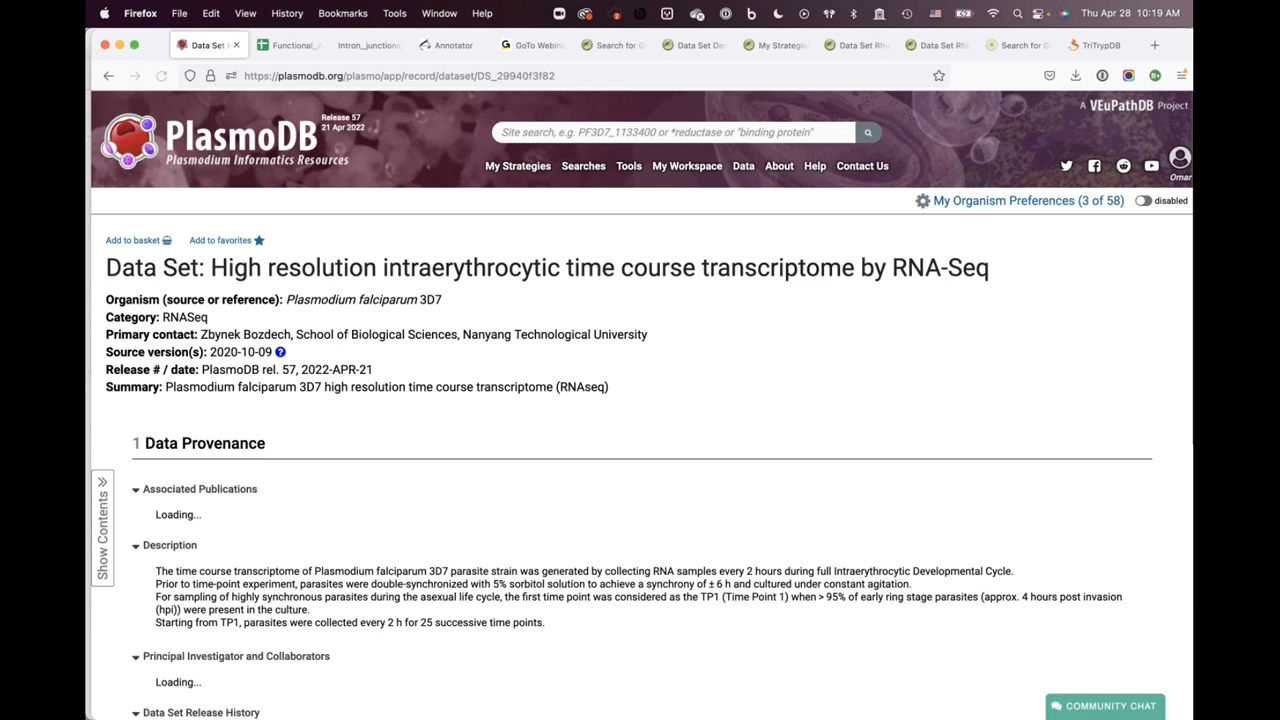 Firefox File Edit View History Bookmarks Tools Window Help Thu Apr 28 10:19 AM
Data Set: Functional_ Intron_junctions Annotator GoTo Webin Search for G Data Set De My Strategie Data Set Rh Data Set Rh Search for G TriTrypDB
https://plasmodb.org/plasmo/app/record/dataset/DS_29940f3f82
A VEuPathDB Project
PlasmoDB Release 57
21 Apr 2022
Plasmodium Informatics Resources
Site search, e.g. PF3D7_1133400 or *reductase or "binding protein"
My Strategies Searches Tools My Workspace Data About Help Contact Us
Omar
My Organism Preferences (3 of 58) disabled
Add to basket Add to favorites
Data Set: High resolution intraerythrocytic time course transcriptome by RNA-Seq
Organism (source or reference): Plasmodium falciparum 3D7
Category: RNASeq
Primary contact: Zbynek Bozdech, School of Biological Sciences, Nanyang Technological University
Source version(s): 2020-10-09
Release # / date: PlasmoDB rel. 57, 2022-APR-21
Summary: Plasmodium falciparum 3D7 high resolution time course transcriptome (RNAseq)
1 Data Provenance
Show Contents
Associated Publications
Loading...
Description
The time course transcriptome of Plasmodium falciparum 3D7 parasite strain was generated by collecting RNA samples every 2 hours during full Intraerythrocytic Developmental Cycle.
Prior to time-point experiment, parasites were double-synchronized with 5% sorbitol solution to achieve a synchrony of ± 6 h and cultured under constant agitation.
For sampling of highly synchronous parasites during the asexual life cycle, the first time point was considered as the TP1 (Time Point 1) when > 95% of early ring stage parasites (approx. 4 hours post invasion
(hpi)) were present in the culture.
Starting from TP1, parasites were collected every 2 h for 25 successive time points.
Principal Investigator and Collaborators
Loading...
Data Set Release History
COMMUNITY CHAT